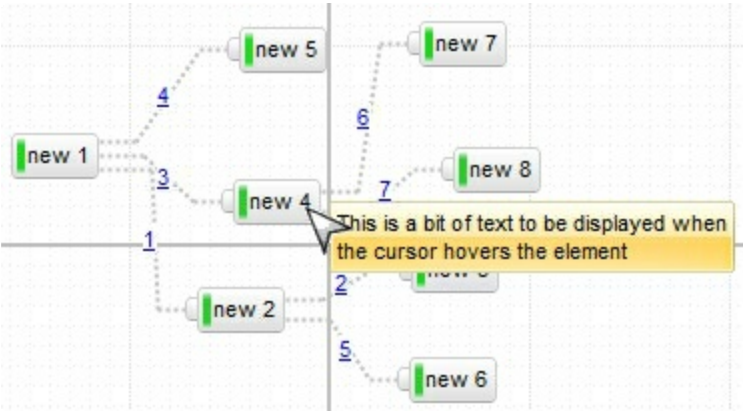 new 5
new 7
4
6
new 1
3
new 8
7
new 4
This is a bit of text to be displayed when
the cursor hovers the element
1
new
2
new 2
5
new 6